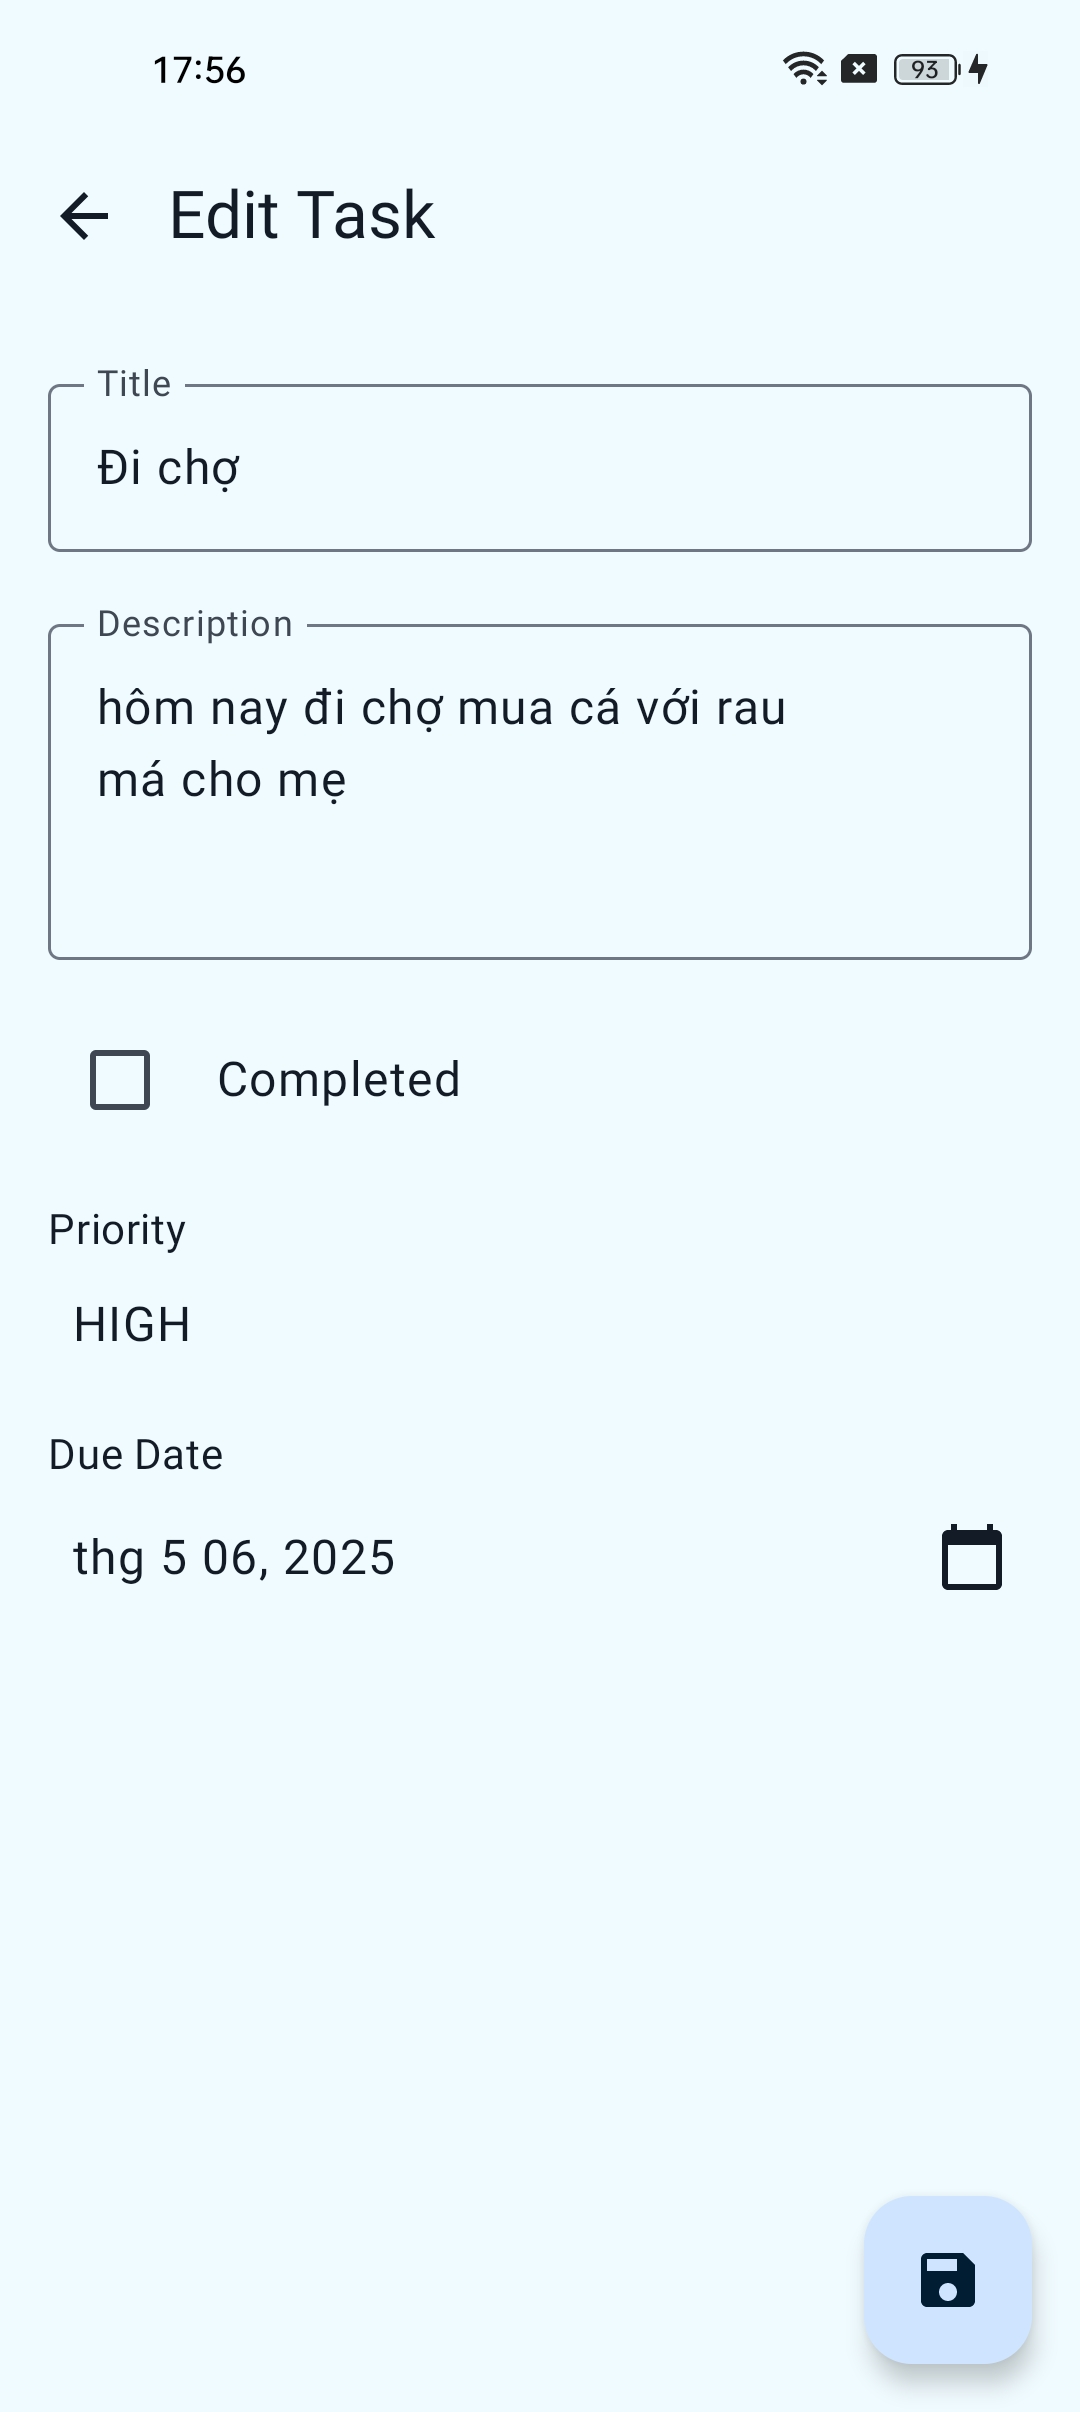 17:56
93
Edit Task
Title
Đi chợ
Description
hôm nay đi chợ mua cá với rau
má cho mẹ
Completed
Priority
HIGH
Due Date
thg 5 06, 2025